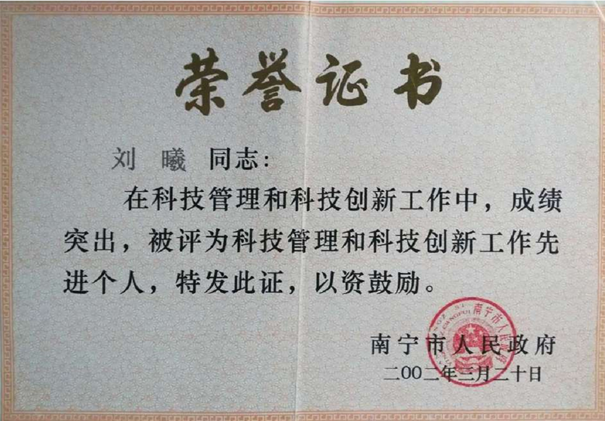 荣誉证书
刘曦 同志:
在科技管理和科技创新工作中，成绩
突出，被评为科技管理和科技创新工作先
进个人，特发此证，以资鼓励。
南宁市人民政府
二〇〇二年三月二十日